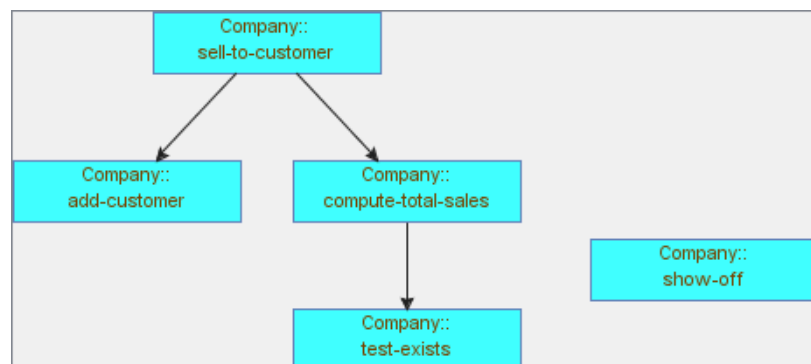 Company::
sell-to-customer
Company::
add-customer
Company::
compute-total-sales
Company::
show-off
Company::
test-exists